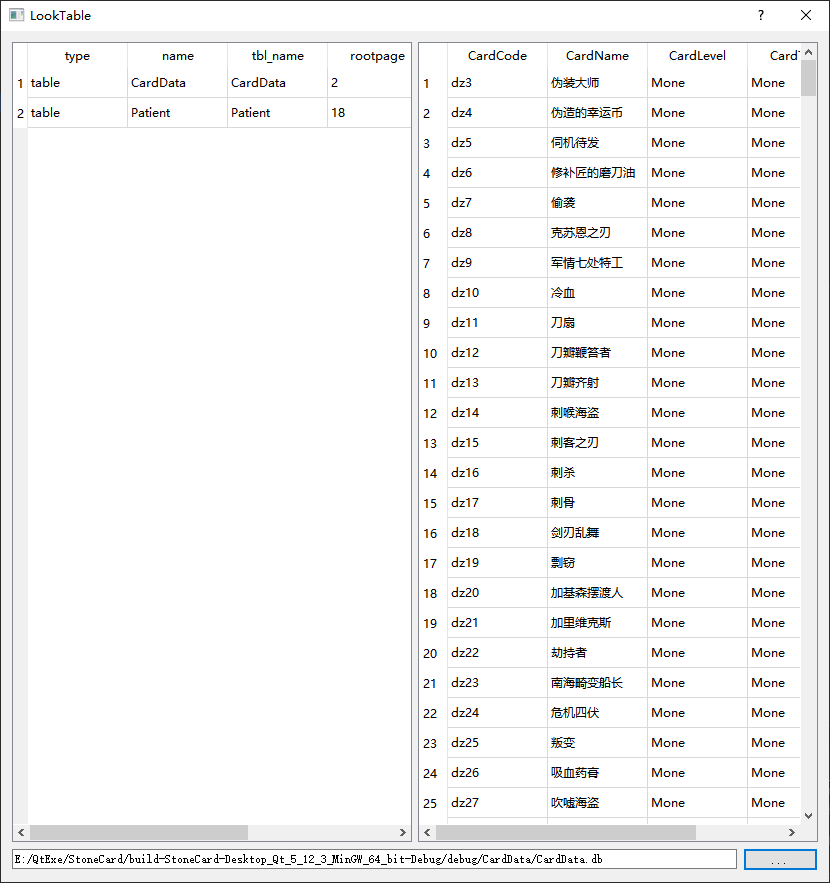 LookTable
?
type name tbl_name rootpage
1 table CardData CardData 2
2 table Patient Patient 18
CardCode CardName CardLevel Card
1 dz3 伪装大师 Mone Mone
2 dz4 伪造的幸运币 Mone Mone
3 dz5 伺机待发 Mone Mone
4 dz6 修补匠的磨刀油 Mone Mone
5 dz7 偷袭 Mone Mone
6 dz8 克苏恩之刃 Mone Mone
7 dz9 军情七处特工 Mone Mone
8 dz10 冷血 Mone Mone
9 dz11 刀扇 Mone Mone
10 dz12 刀瓣鞭笞者 Mone Mone
11 dz13 刀瓣齐射 Mone Mone
12 dz14 刺喉海盗 Mone Mone
13 dz15 刺客之刃 Mone Mone
14 dz16 刺杀 Mone Mone
15 dz17 刺骨 Mone Mone
16 dz18 剑刃乱舞 Mone Mone
17 dz19 剽窃 Mone Mone
18 dz20 加基森摆渡人 Mone Mone
19 dz21 加里维克斯 Mone Mone
20 dz22 劫持者 Mone Mone
21 dz23 南海畸变船长 Mone Mone
22 dz24 危机四伏 Mone Mone
23 dz25 叛变 Mone Mone
24 dz26 吸血药膏 Mone Mone
25 dz27 吹嘘海盗 Mone Mone
E:/QtExe/StoneCard/build-StoneCard-Desktop_Qt_5_12_3_MinGW_64_bit-Debug/debug/CardData/CardData.db
...